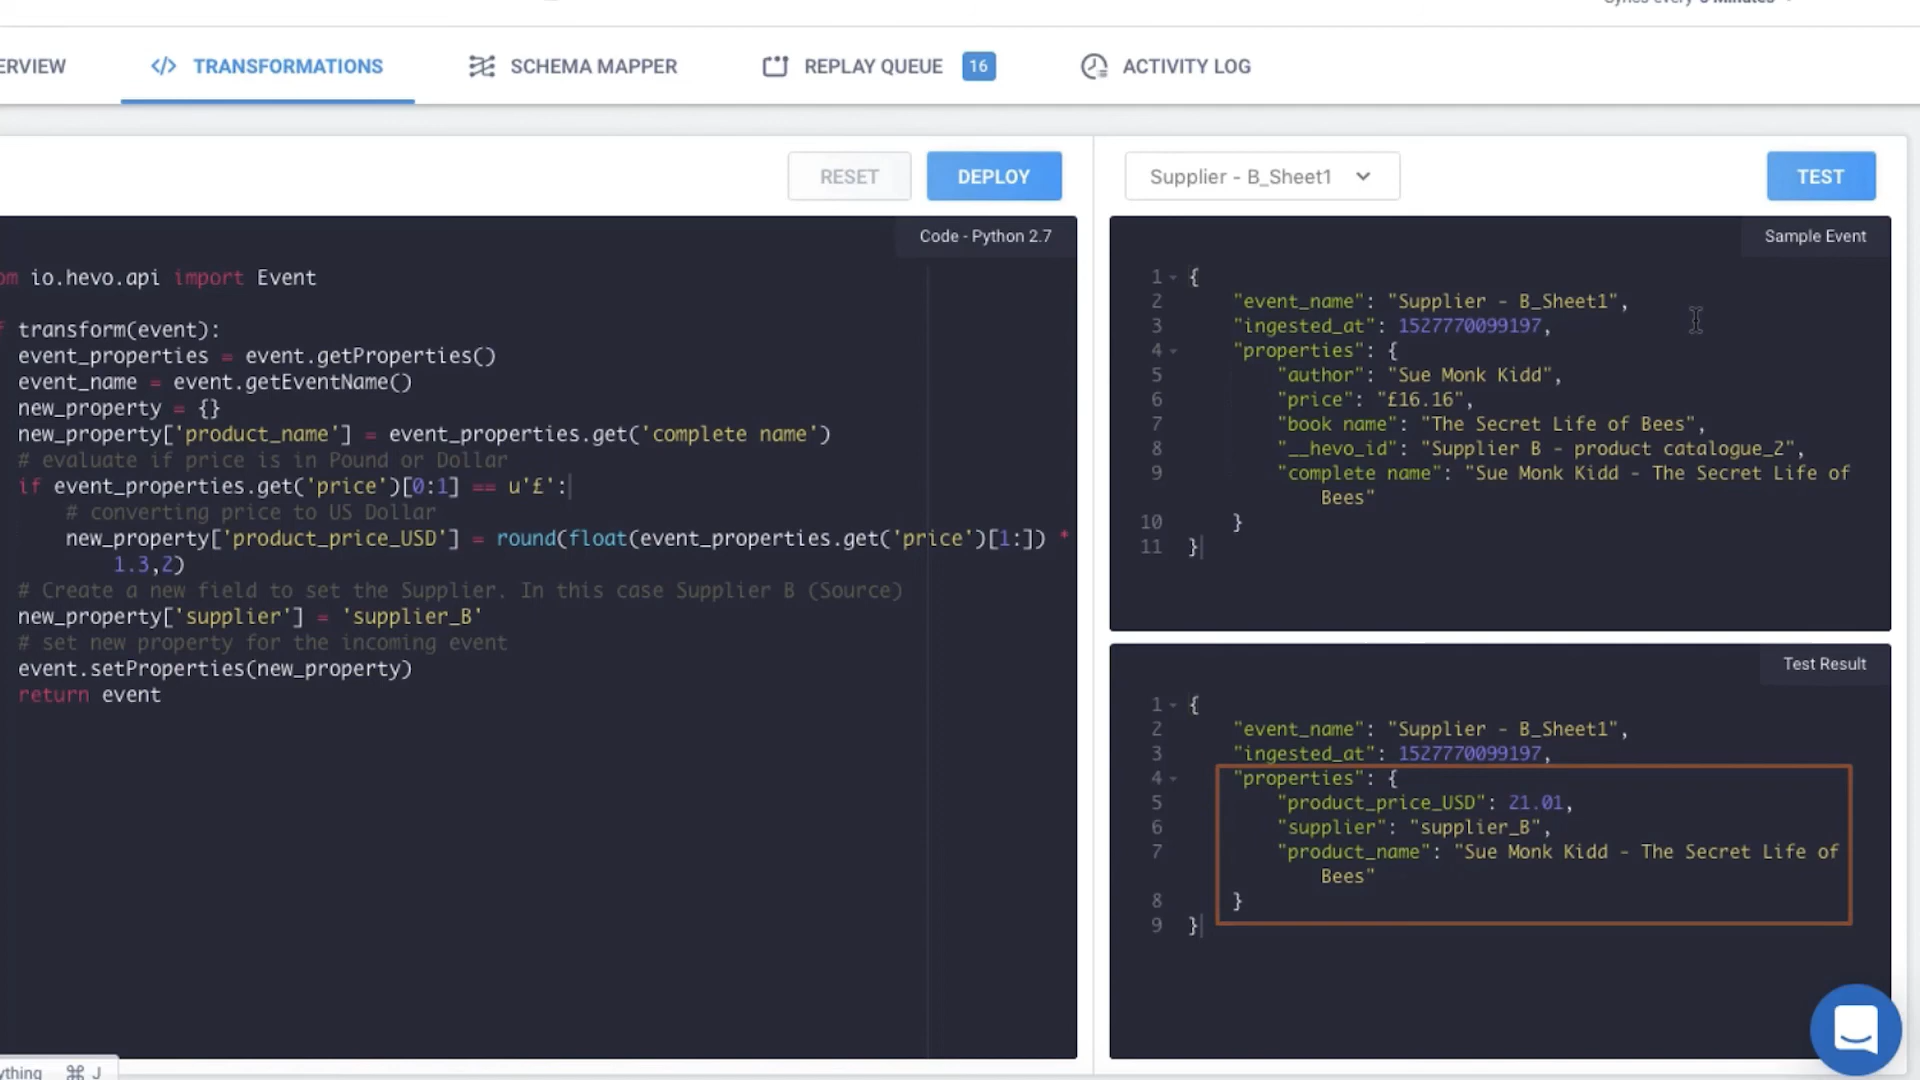 ERVIEW
TRANSFORMATIONS
SCHEMA MAPPER
REPLAY QUEUE 16
ACTIVITY LOG
RESET
DEPLOY
Code - Python 2.7
om io.hevo.api import Event
f transform(event):
event_properties = event.getProperties()
event_name = event.getEventName()
new_property = {}
new_property['product_name'] = event_properties.get('complete name')
# evaluate if price is in Pound or Dollar
if event_properties.get('price')[0:1] == u'£':
# converting price to US Dollar
new_property['product_price_USD'] = round(float(event_properties.get('price')[1:]) *
1.3,2)
# Create a new field to set the Supplier. In this case Supplier B (Source)
new_property['supplier'] = 'supplier_B'
# set new property for the incoming event
event.setProperties(new_property)
return event
Supplier - B_Sheet1
TEST
Sample Event
1 {
2 "event_name": "Supplier - B_Sheet1",
3 "ingested_at": 1527770099197,
4 "properties": {
5 "author": "Sue Monk Kidd",
6 "price": "£16.16",
7 "book name": "The Secret Life of Bees",
8 "__hevo_id": "Supplier B - product catalogue_2",
9 "complete name": "Sue Monk Kidd - The Secret Life of
Bees"
10 }
11 }
Test Result
1 {
2 "event_name": "Supplier - B_Sheet1",
3 "ingested_at": 1527770099197,
4 "properties": {
5 "product_price_USD": 21.01,
6 "supplier": "supplier_B",
7 "product_name": "Sue Monk Kidd - The Secret Life of
Bees"
8 }
9 }
ything ⌘ J